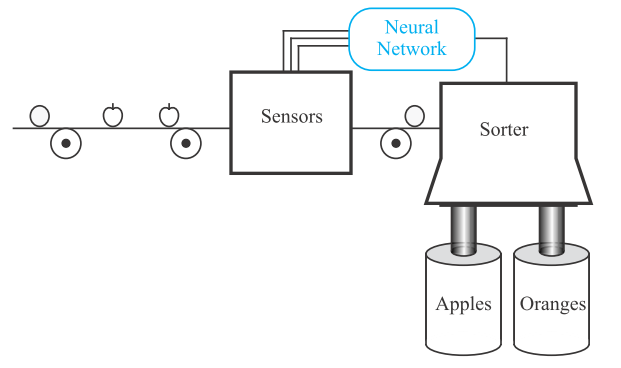 Neural
Network
Sensors
Sorter
Apples
Oranges